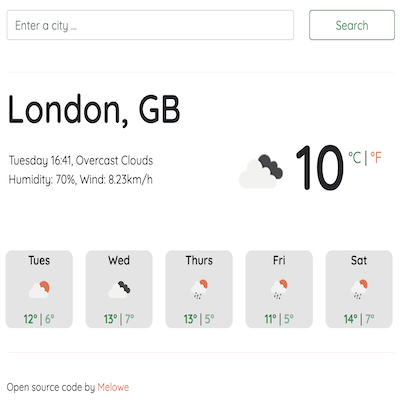 Enter a city ...
Search
London, GB
Tuesday 16:41, Overcast Clouds
Humidity: 70%, Wind: 8.23km/h
10 °C | °F
Tues Wed Thurs Fri Sat
12° | 6° 13° | 7° 13° | 5° 11° | 5° 14° | 7°
Open source code by Melowe